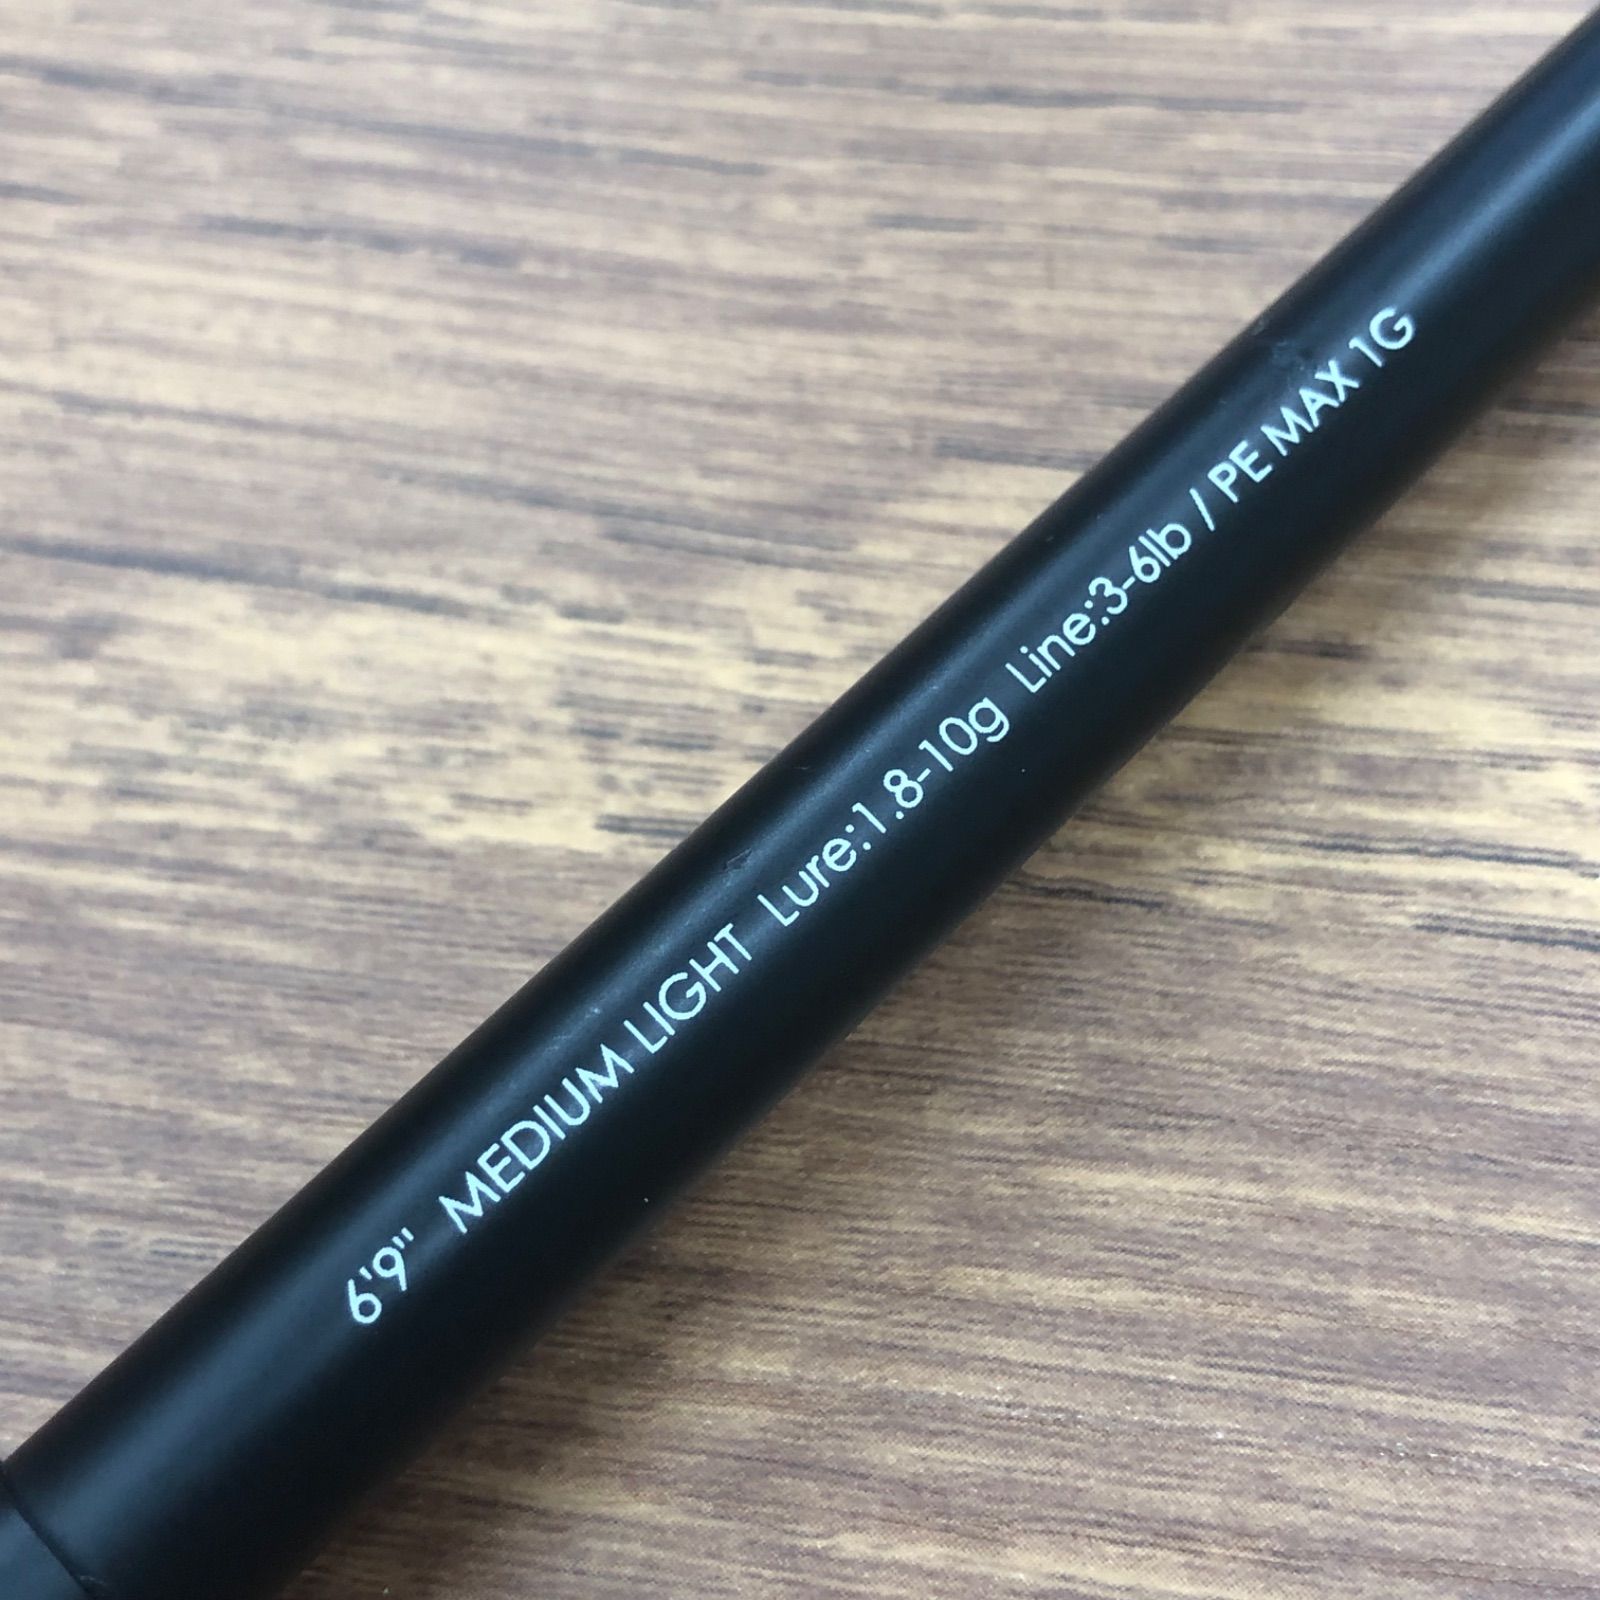 6'9" MEDIUM LIGHT Lure:1.8-10g Line:3-6lb / PE MAX 1G